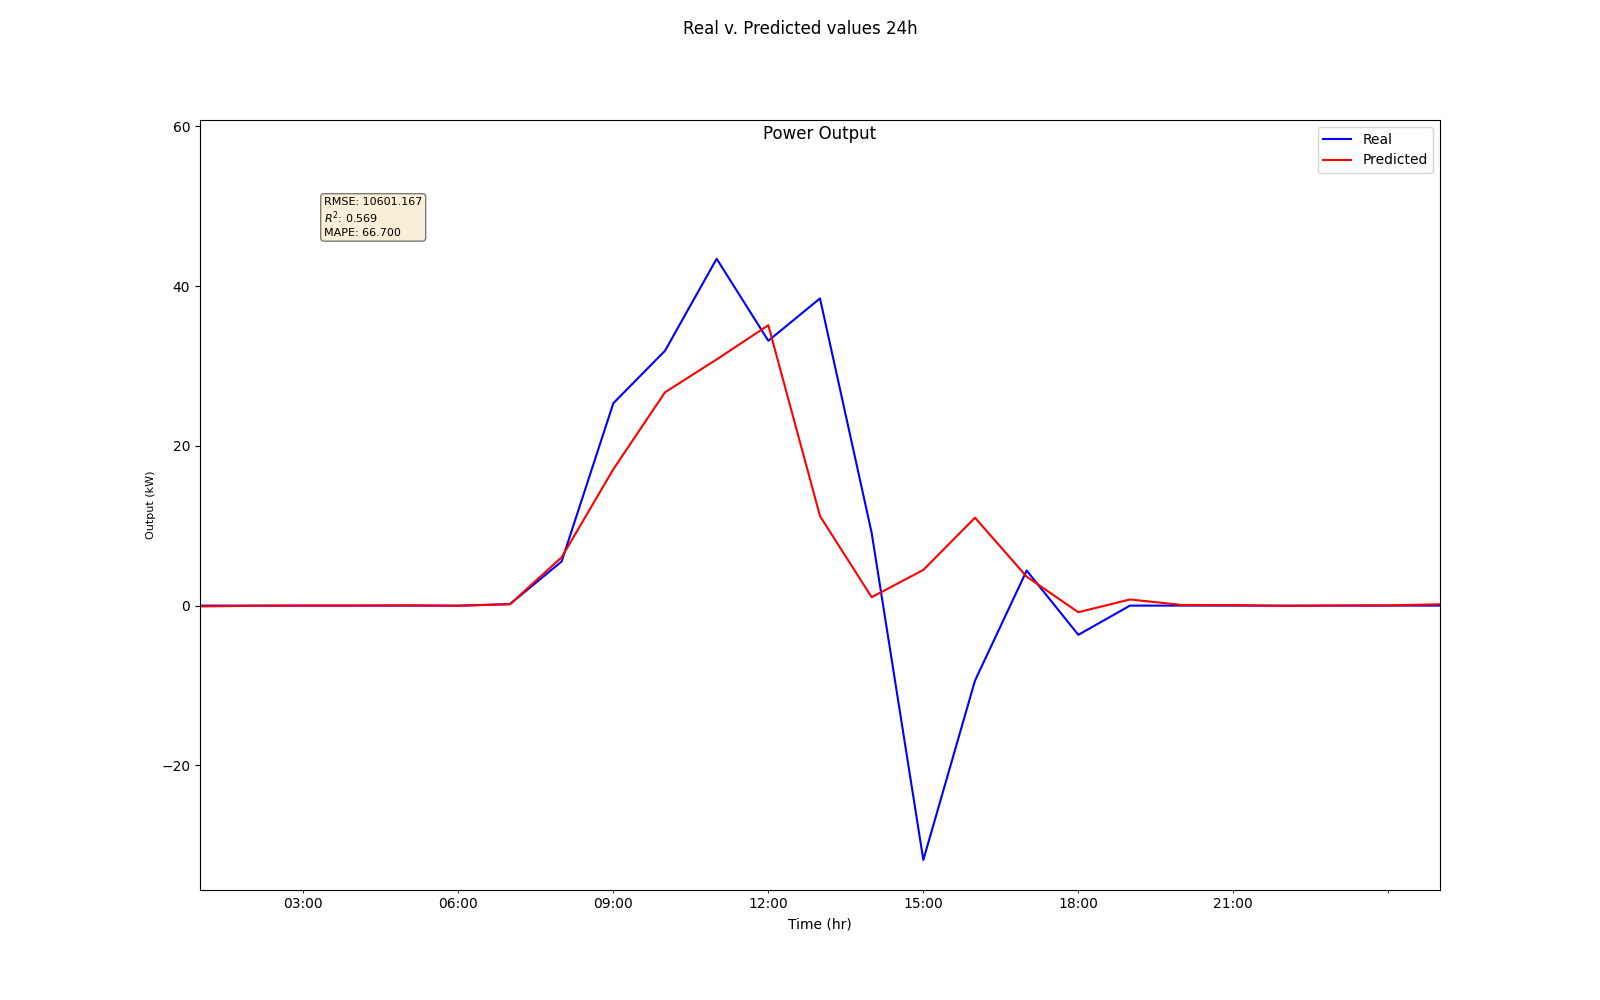 Real v. Predicted values 24h
Power Output
Real
Predicted
RMSE: 10601.167
R²: 0.569
MAPE: 66.700
60
40
20
0
−20
Output (kW)
03:00 06:00 09:00 12:00 15:00 18:00 21:00
Time (hr)